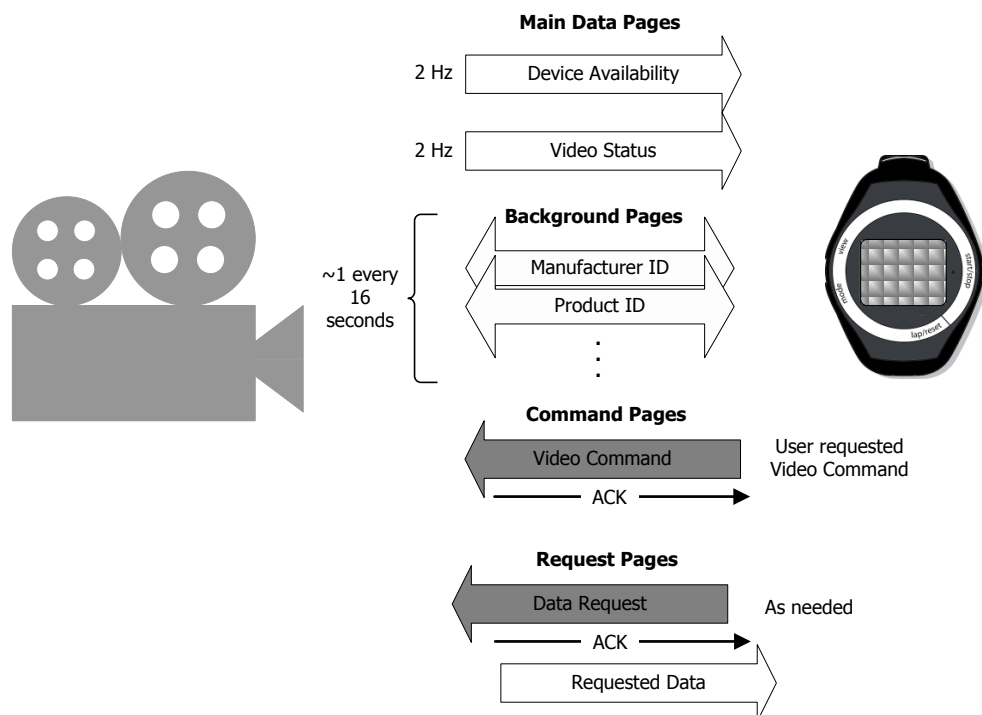 Main Data Pages
2 Hz
Device Availability
2 Hz
Video Status
Background Pages
~1 every
16
seconds
Manufacturer ID
Product ID
.
.
.
view
mode
start/stop
lap/reset
Command Pages
Video Command
User requested
Video Command
ACK
Request Pages
Data Request
As needed
ACK
Requested Data